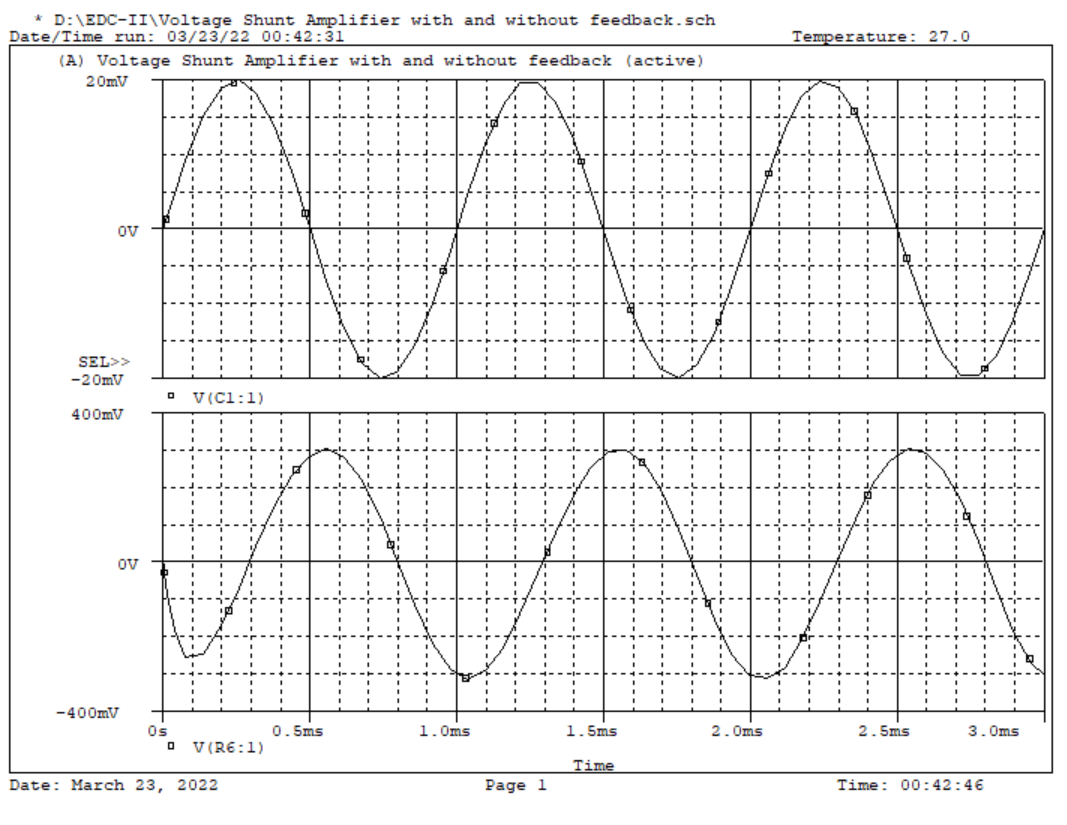 * D:\EDC-II\Voltage Shunt Amplifier with and without feedback.sch
Date/Time run: 03/23/22 00:42:31 Temperature: 27.0
(A) Voltage Shunt Amplifier with and without feedback (active)
20mV
0V
SEL>>
-20mV
V(C1:1)
400mV
0V
-400mV
0s 0.5ms 1.0ms 1.5ms 2.0ms 2.5ms 3.0ms
V(R6:1)
Time
Date: March 23, 2022 Page 1 Time: 00:42:46